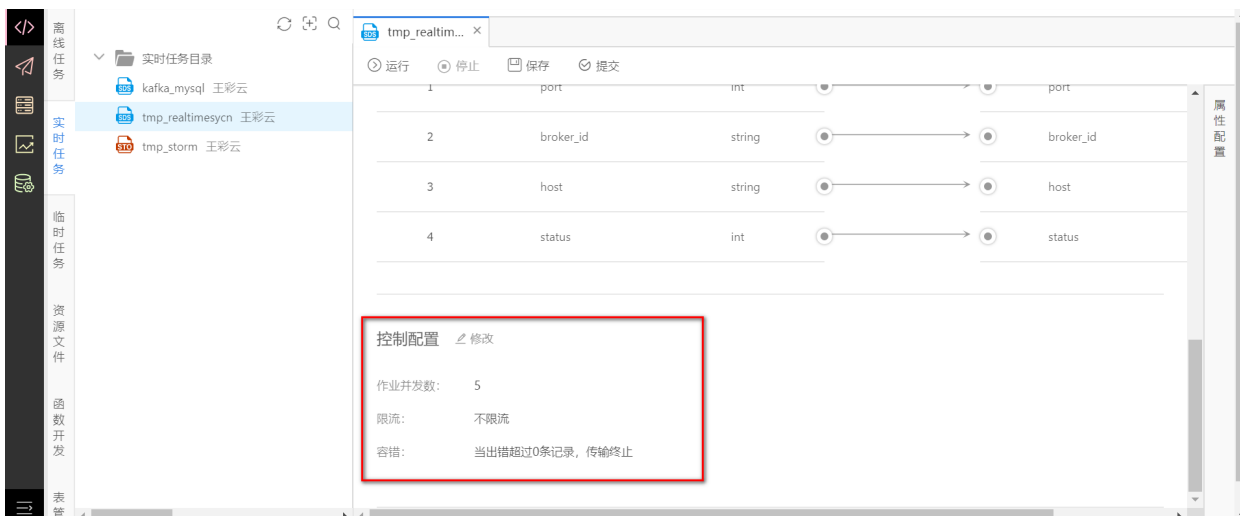 离线任务
实时任务
临时任务
资源文件
函数开发
表管
实时任务目录
SDS kafka_mysql 王彩云
SDS tmp_realtimesycn 王彩云
STO tmp_storm 王彩云
SDS tmp_realtim... ×
运行 停止 保存 提交
1 port int port
2 broker_id string broker_id
3 host string host
4 status int status
控制配置 修改
作业并发数: 5
限流: 不限流
容错: 当出错超过0条记录，传输终止
属性配置